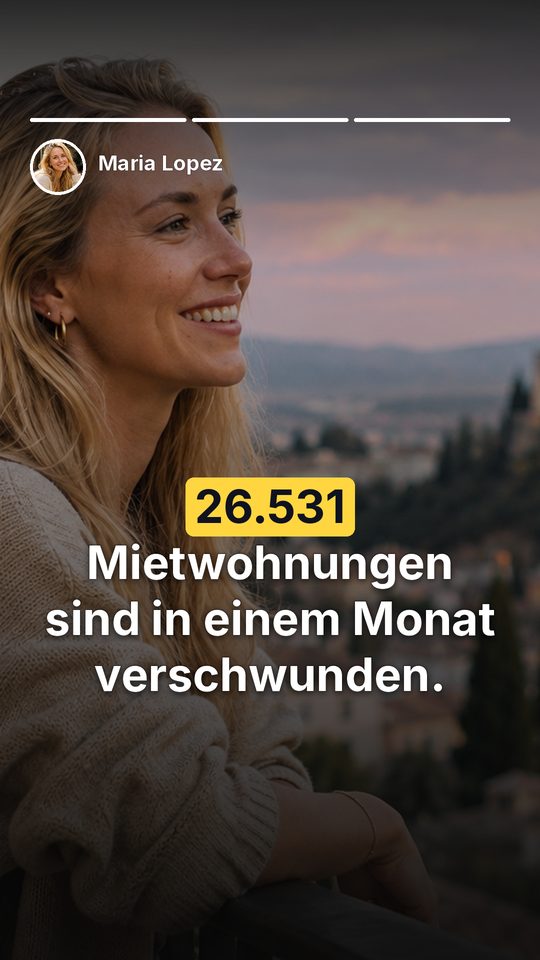 Maria Lopez
26.531
Mietwohnungen
sind in einem Monat
verschwunden.